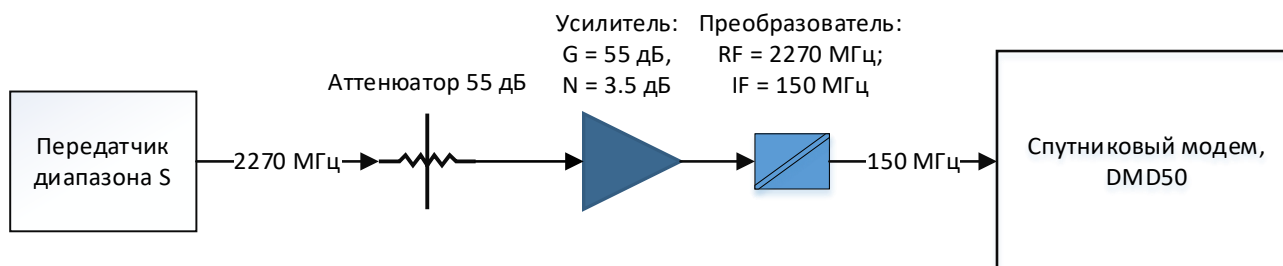 Усилитель:
G = 55 дБ,
N = 3.5 дБ
Преобразователь:
RF = 2270 МГц;
IF = 150 МГц
Аттенюатор 55 дБ
Передатчик
диапазона S
2270 МГц
150 МГц
Спутниковый модем,
DMD50